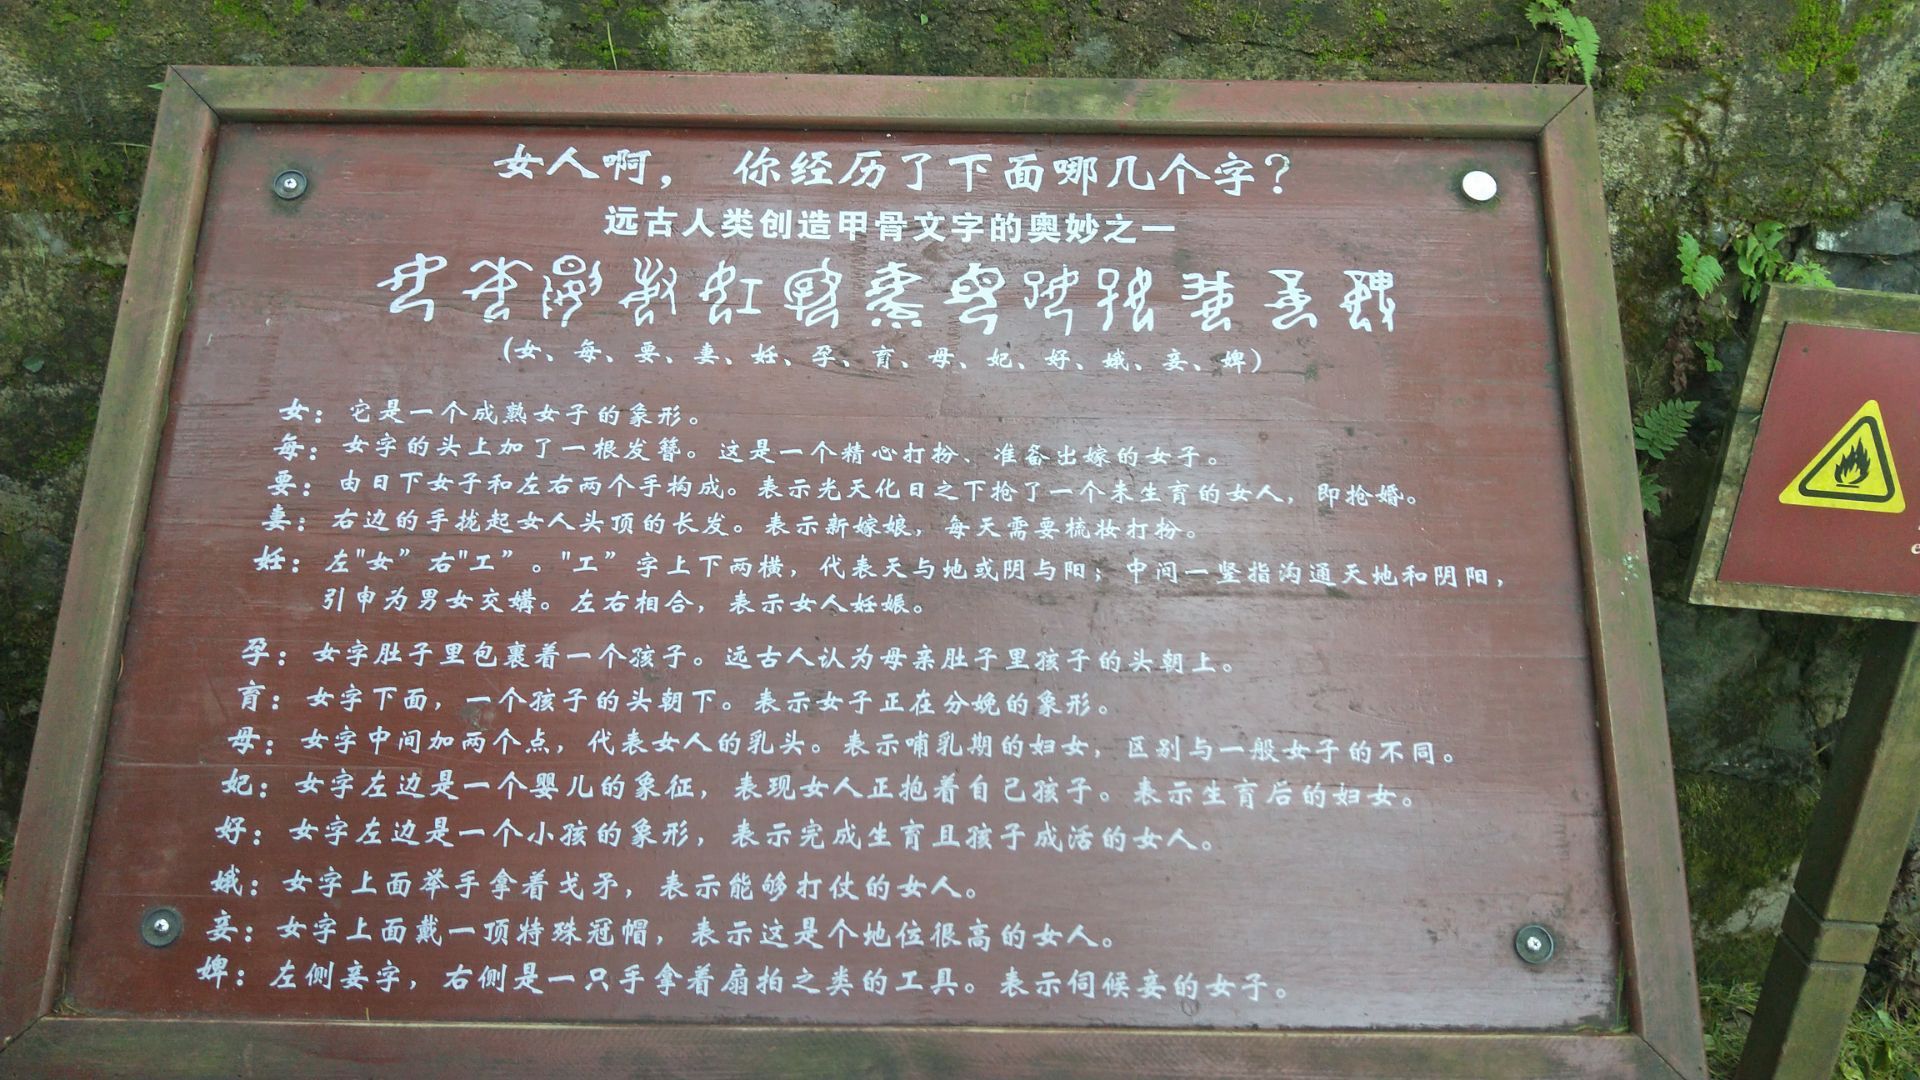 女人啊， 你经历了下面哪几个字？
远古人类创造甲骨文字的奥妙之一
(女、每、要、妻、妊、孕、育、母、妃、好、娥、妾、婢)
女：它是一个成熟女子的象形。
每：女字的头上加了一根发簪。这是一个精心打扮、准备出嫁的女子。
要：由日下女子和左右两个手构成。表示光天化日之下抢了一个未生育的女人，即抢婚。
妻：右边的手拢起女人头顶的长发。表示新嫁娘，每天需要梳妆打扮。
妊：左"女”右"工”。"工”字上下两横，代表天与地或阴与阳；中间一竖指沟通天地和阴阳，
引申为男女交媾。左右相合，表示女人妊娠。
孕：女字肚子里包裹着一个孩子。远古人认为母亲肚子里孩子的头朝上。
育：女字下面，一个孩子的头朝下。表示女子正在分娩的象形。
母：女字中间加两个点，代表女人的乳头。表示哺乳期的妇女，区别与一般女子的不同。
妃：女字左边是一个婴儿的象征，表现女人正抱着自己孩子。表示生育后的妇女。
好：女字左边是一个小孩的象形，表示完成生育且孩子成活的女人。
娥：女字上面举手拿着戈矛，表示能够打仗的女人。
妾：女字上面戴一顶特殊冠帽，表示这是个地位很高的女人。
婢：左侧妾字，右侧是一只手拿着扇拍之类的工具。表示伺候妾的女子。